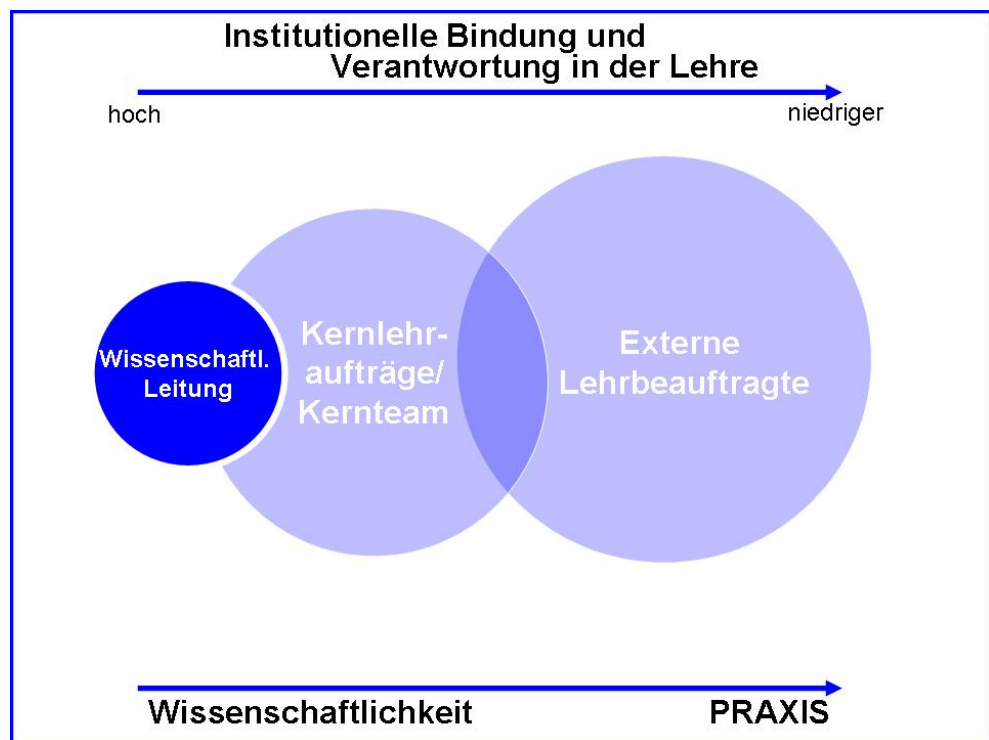 Institutionelle Bindung und
Verantwortung in der Lehre
hoch
niedriger
Wissenschaftl.
Leitung
Kernlehr-
aufträge/
Kernteam
Externe
Lehrbeauftragte
Wissenschaftlichkeit
PRAXIS